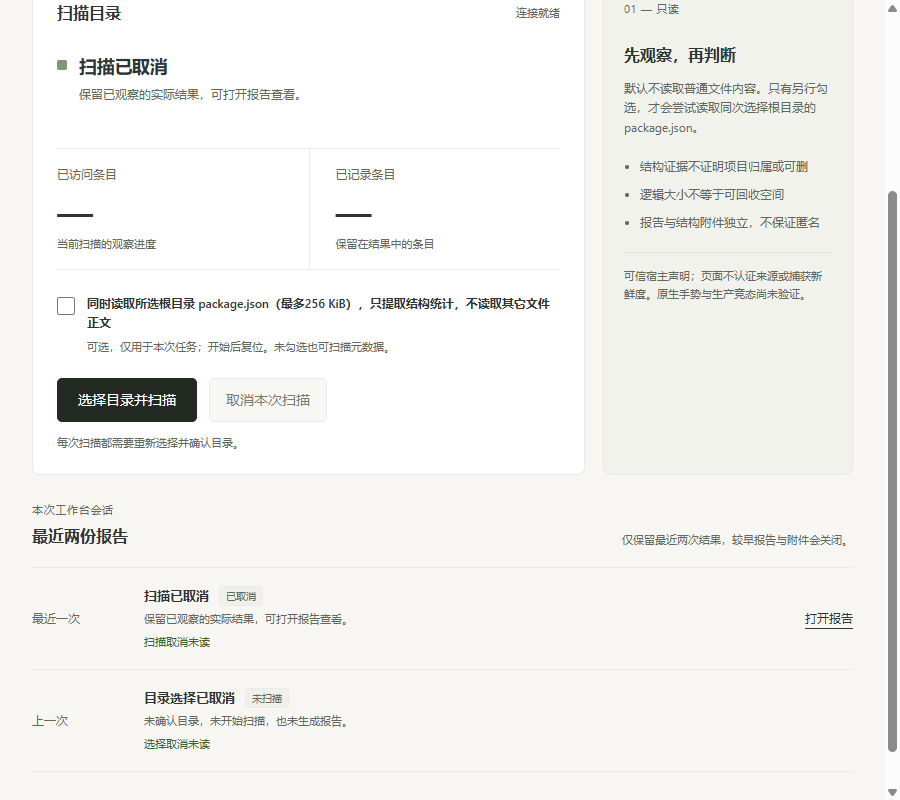 扫描目录
连接就绪
扫描已取消
保留已观察的实际结果，可打开报告查看。
已访问条目
—
当前扫描的观察进度
已记录条目
—
保留在结果中的条目
同时读取所选根目录 package.json（最多256 KiB），只提取结构统计，不读取其它文件
正文
可选，仅用于本次任务；开始后复位。未勾选也可扫描元数据。
选择目录并扫描
取消本次扫描
每次扫描都需要重新选择并确认目录。
01 — 只读
先观察，再判断
默认不读取普通文件内容。只有另行勾
选，才会尝试读取同次选择根目录的
package.json。
结构证据不证明项目归属或可删
逻辑大小不等于可回收空间
报告与结构附件独立，不保证匿名
可信宿主声明；页面不认证来源或捕获新
鲜度。原生手势与生产竞态尚未验证。
本次工作台会话
最近两份报告
仅保留最近两次结果，较早报告与附件会关闭。
最近一次
扫描已取消 已取消
保留已观察的实际结果，可打开报告查看。
扫描取消未读
打开报告
上一次
目录选择已取消 未扫描
未确认目录，未开始扫描，也未生成报告。
选择取消未读